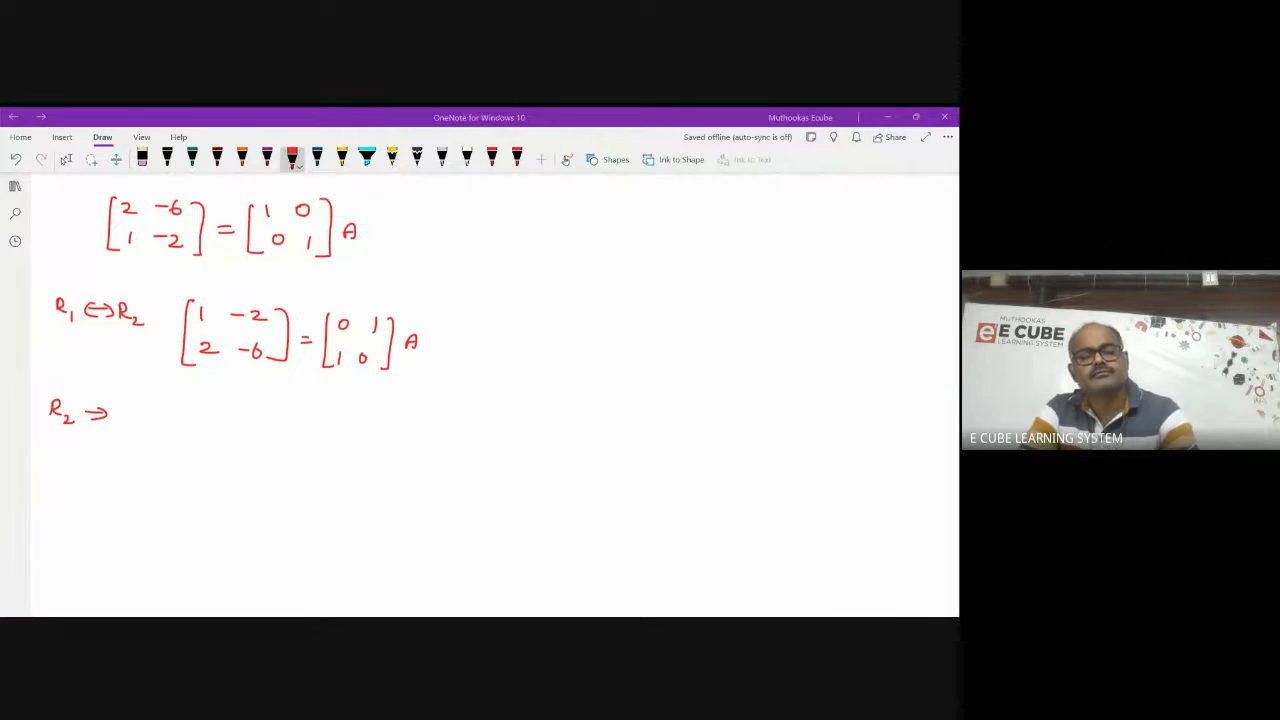 OneNote for Windows 10
Muthookas Ecube
Home Insert Draw View Help
Saved offline (auto-sync is off)
Share
Shapes
Ink to Shape
Ink to Text
[2 -6
1 -2] = [1 0
0 1] A
R1 ⇔ R2 [1 -2
2 -6] = [0 1
1 0] A
R2 →
MUTHOOKAS
e E CUBE
LEARNING SYSTEM
E CUBE LEARNING SYSTEM